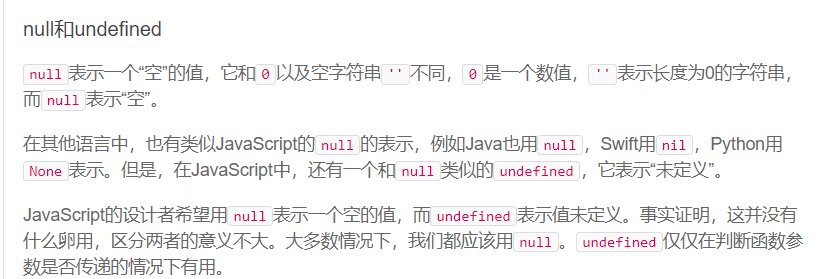 null和undefined
null表示一个“空”的值，它和0以及空字符串''不同，0是一个数值，''表示长度为0的字符串，
而null表示“空”。
在其他语言中，也有类似JavaScript的null的表示，例如Java也用null，Swift用nil，Python用
None表示。但是，在JavaScript中，还有一个和null类似的undefined，它表示“未定义”。
JavaScript的设计者希望用null表示一个空的值，而undefined表示值未定义。事实证明，这并没有
什么卵用，区分两者的意义不大。大多数情况下，我们都应该用null。undefined仅仅在判断函数参
数是否传递的情况下有用。